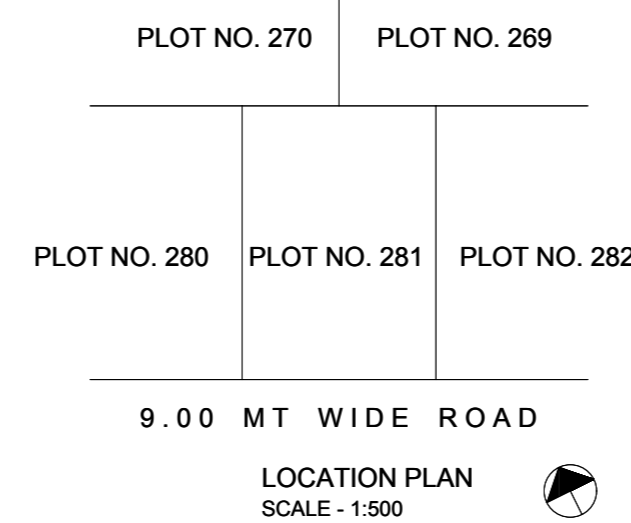 PLOT NO. 270 PLOT NO. 269
PLOT NO. 280 PLOT NO. 281 PLOT NO. 282
9.00 MT WIDE ROAD
LOCATION PLAN
SCALE - 1:500